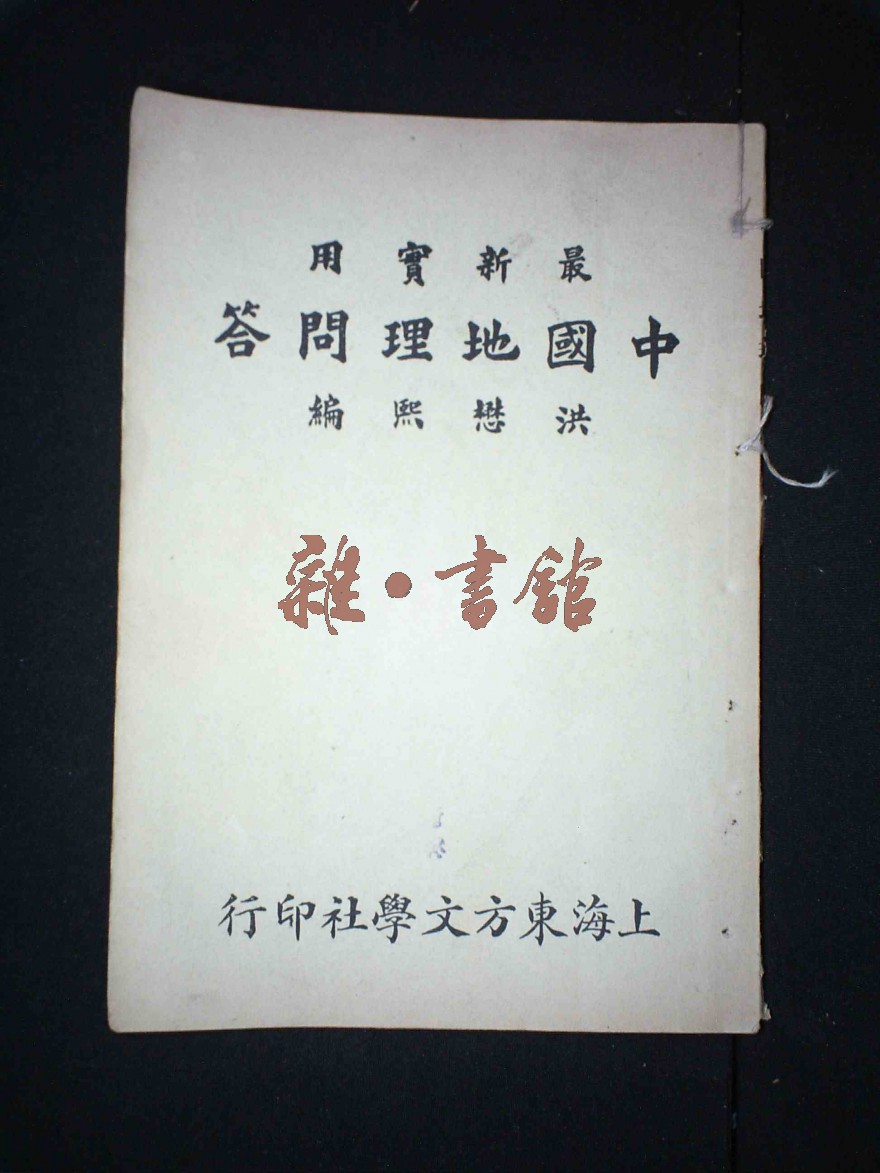 最新實用
中國地理問答
洪懋熙編
雜·書館
上海東方文學社印行